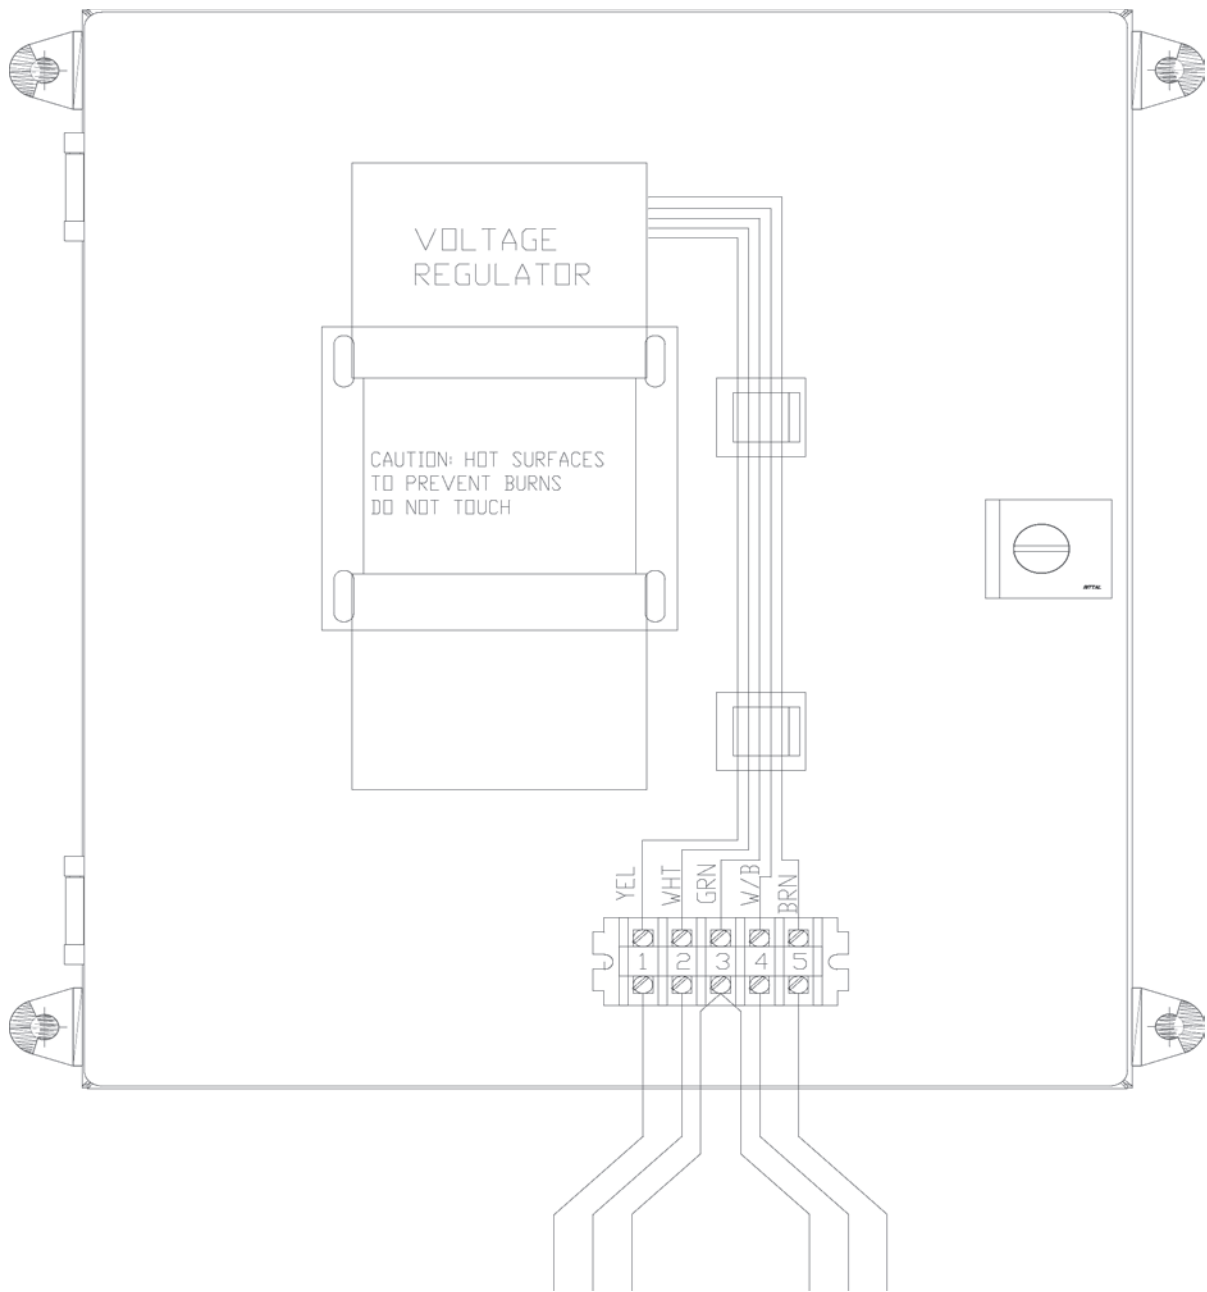 VOLTAGE
REGULATOR
CAUTION: HOT SURFACES
TO PREVENT BURNS
DO NOT TOUCH
RITTAL
YEL
WHT
GRN
W/B
BRN
1 2 3 4 5